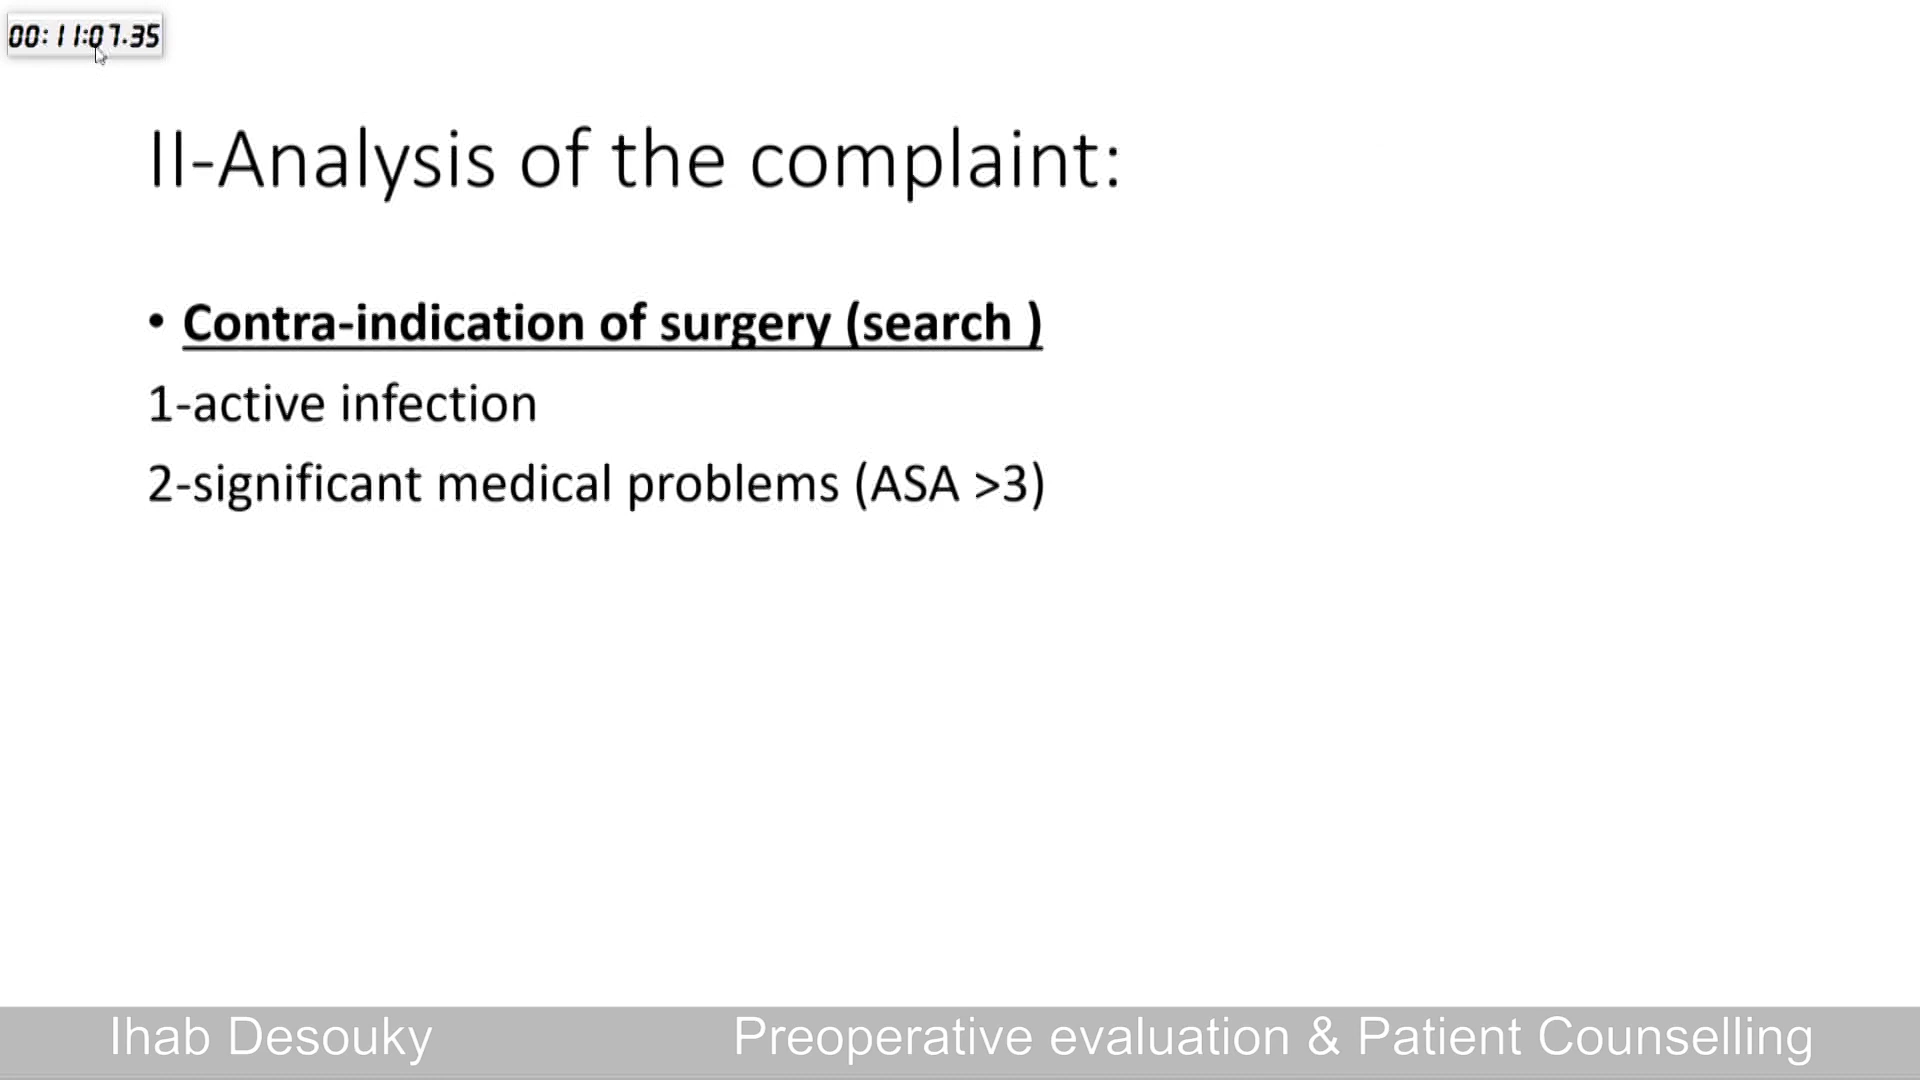 00:11:07.35
II-Analysis of the complaint:
• Contra-indication of surgery (search )
1-active infection
2-significant medical problems (ASA >3)
Ihab Desouky Preoperative evaluation & Patient Counselling